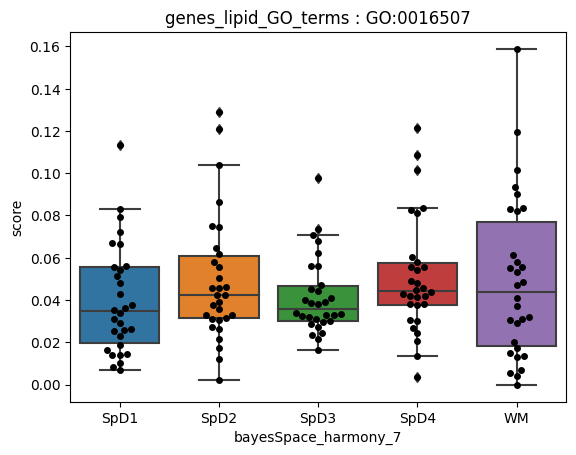 genes_lipid_GO_terms : GO:0016507
0.16
0.14
0.12
0.10
0.08
0.06
0.04
0.02
0.00
score
SpD1 SpD2 SpD3 SpD4 WM
bayesSpace_harmony_7